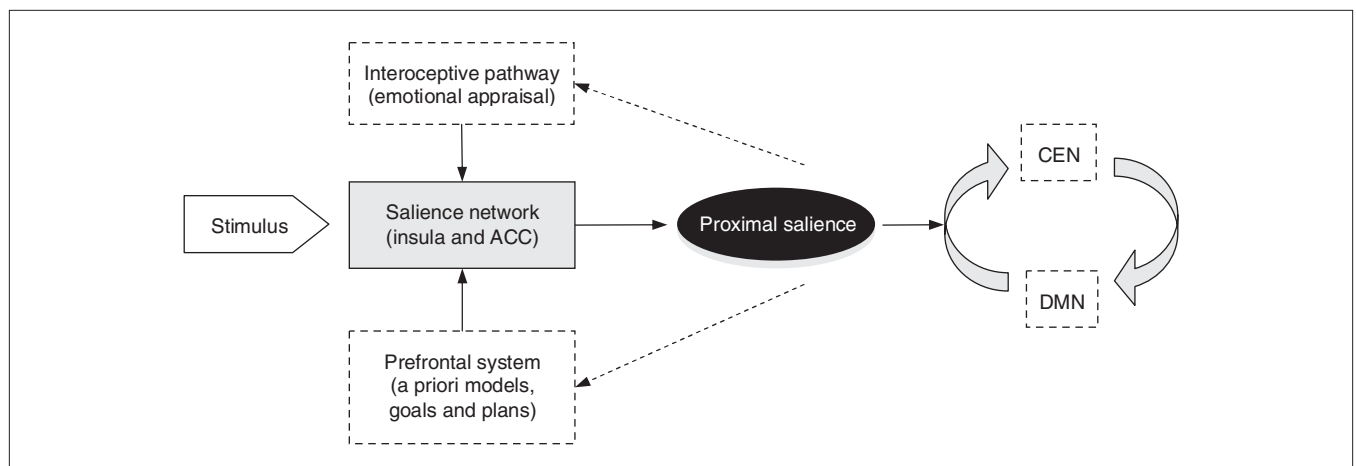 Interoceptive pathway
(emotional appraisal)
Stimulus
Salience network
(insula and ACC)
Proximal salience
CEN
DMN
Prefrontal system
(a priori models,
goals and plans)